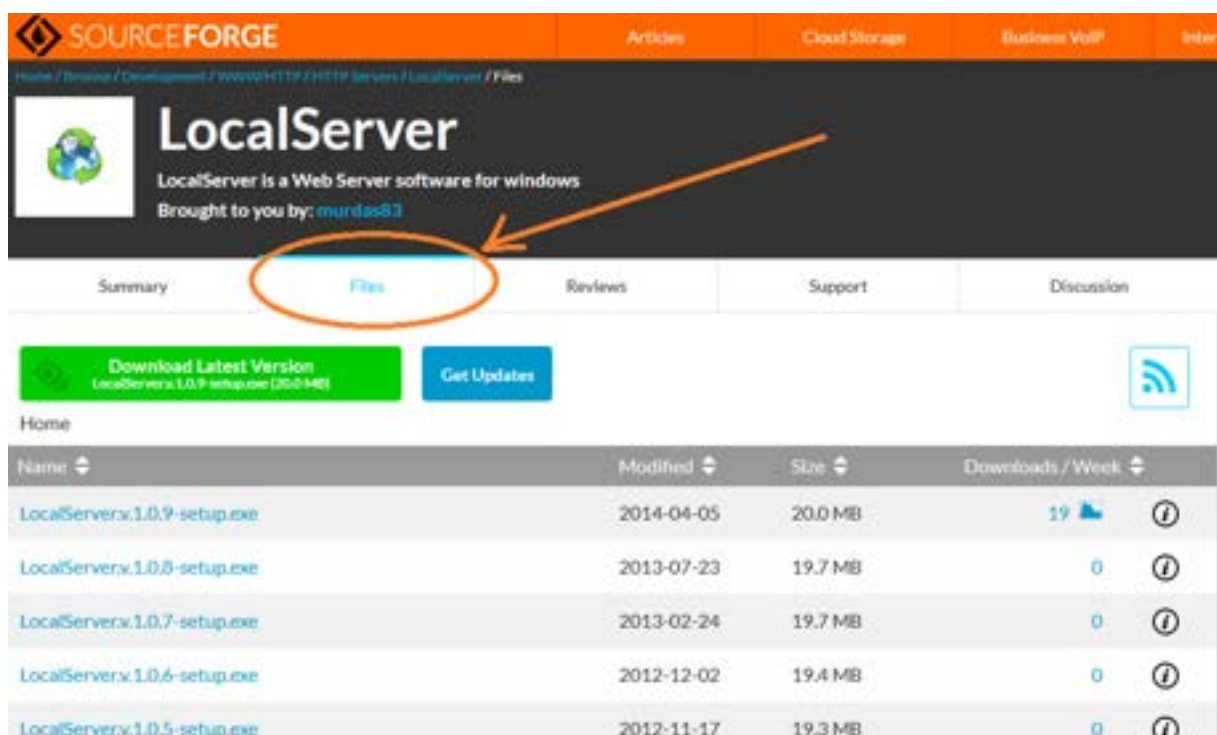 SOURCEFORGE
Articles Cloud Storage Business VoIP Inter
Home / Browse / Development / WWW/HTTP / HTTP Servers / LocalServer / Files
LocalServer
LocalServer is a Web Server software for windows
Brought to you by: murdas83
Summary Files Reviews Support Discussion
Download Latest Version
LocalServer.v.1.0.9-setup.exe (20.0 MB)
Get Updates
Home
Name Modified Size Downloads / Week
LocalServer.v.1.0.9-setup.exe 2014-04-05 20.0 MB 19
LocalServer.v.1.0.8-setup.exe 2013-07-23 19.7 MB 0
LocalServer.v.1.0.7-setup.exe 2013-02-24 19.7 MB 0
LocalServer.v.1.0.6-setup.exe 2012-12-02 19.4 MB 0
LocalServer.v.1.0.5-setup.exe 2012-11-17 19.3 MB 0